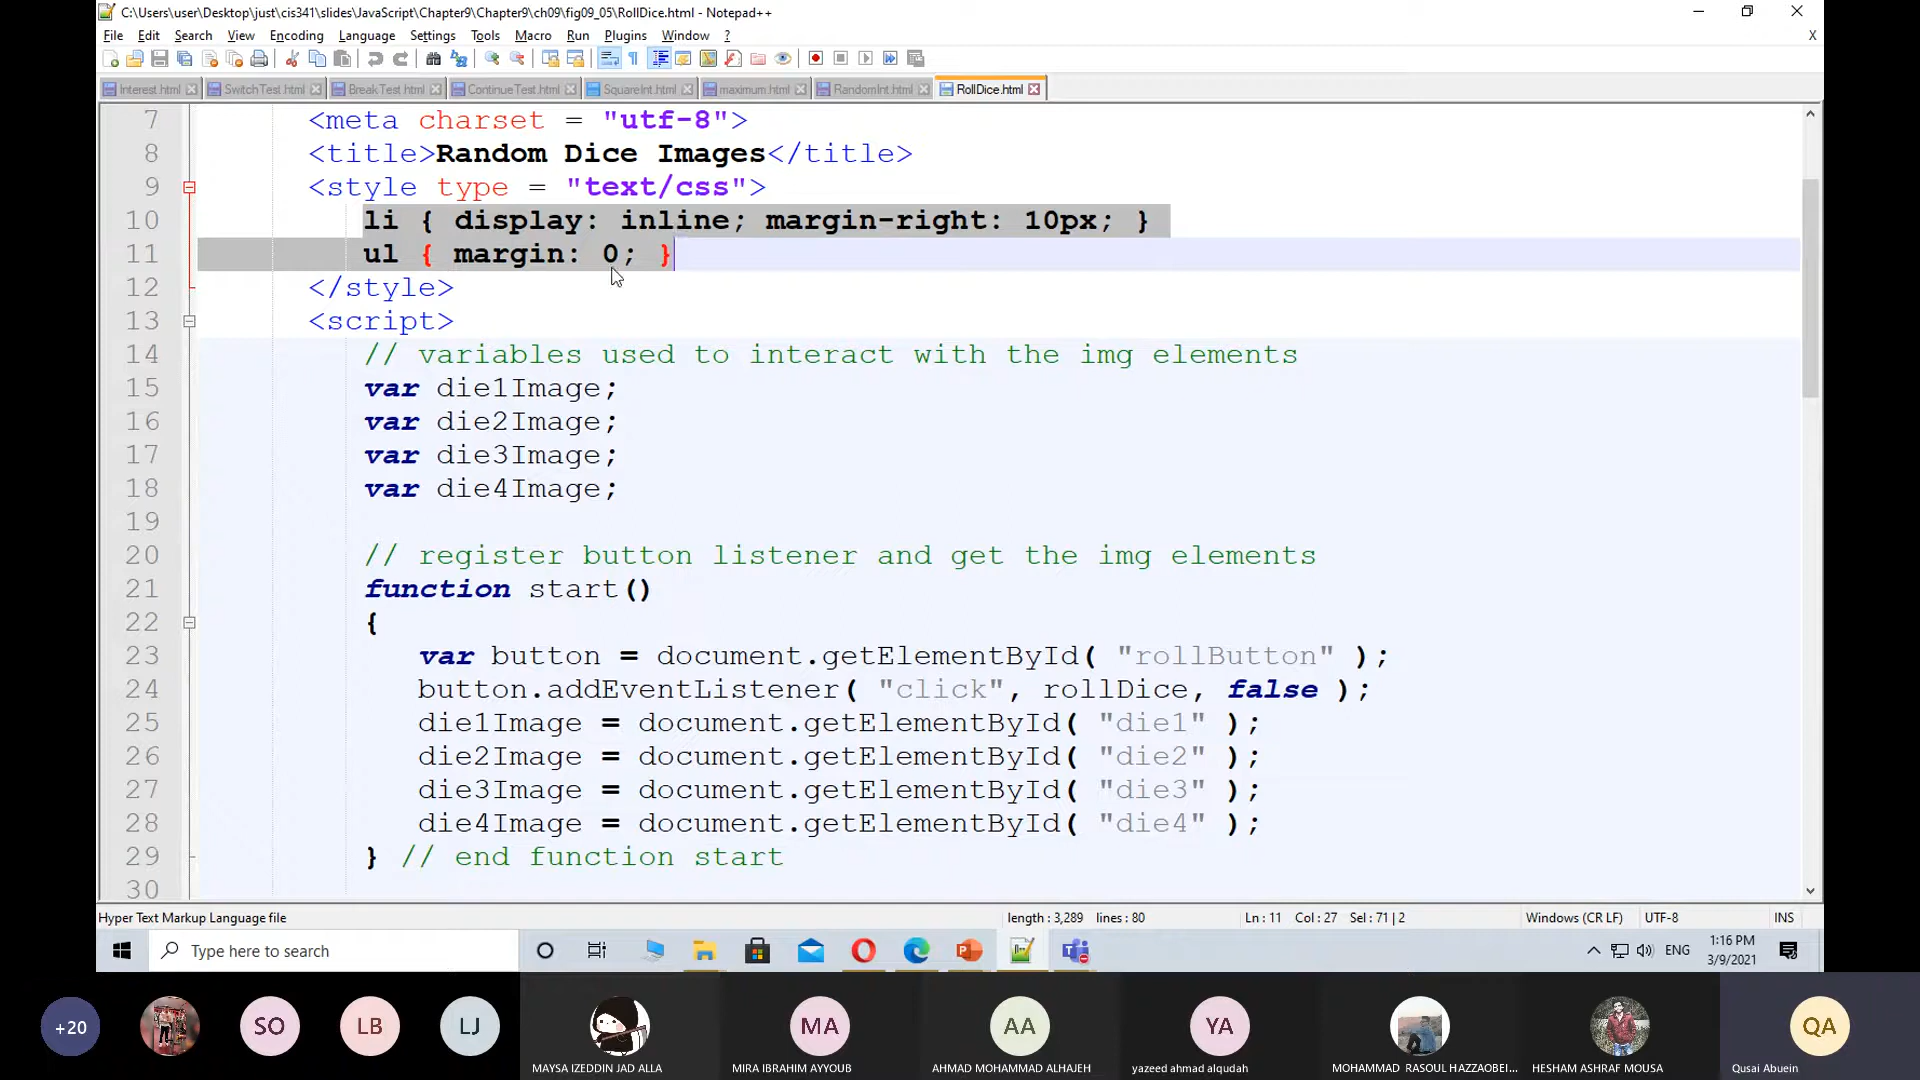 C:\Users\user\Desktop\just\cis341\slides\JavaScript\Chapter9\Chapter9\ch09\fig09_05\RollDice.html - Notepad++
File Edit Search View Encoding Language Settings Tools Macro Run Plugins Window ? X
Interest.html SwitchTest.html BreakTest.html ContinueTest.html SquareInt.html maximum.html RandomInt.html RollDice.html
7 <meta charset = "utf-8">
8 <title>Random Dice Images</title>
9 <style type = "text/css">
10 li { display: inline; margin-right: 10px; }
11 ul { margin: 0; }
12 </style>
13 <script>
14 // variables used to interact with the img elements
15 var die1Image;
16 var die2Image;
17 var die3Image;
18 var die4Image;
19
20 // register button listener and get the img elements
21 function start()
22 {
23 var button = document.getElementById( "rollButton" );
24 button.addEventListener( "click", rollDice, false );
25 die1Image = document.getElementById( "die1" );
26 die2Image = document.getElementById( "die2" );
27 die3Image = document.getElementById( "die3" );
28 die4Image = document.getElementById( "die4" );
29 } // end function start
30
Hyper Text Markup Language file length : 3,289 lines : 80 Ln : 11 Col : 27 Sel : 71 | 2 Windows (CR LF) UTF-8 INS
Type here to search ENG 1:16 PM
3/9/2021
+20 SO LB LJ MA AA YA QA
MAYSA IZEDDIN JAD ALLA MIRA IBRAHIM AYYOUB AHMAD MOHAMMAD ALHAJEH yazeed ahmad alqudah MOHAMMAD RASOUL HAZZAOBEI... HESHAM ASHRAF MOUSA Qusai Abuein